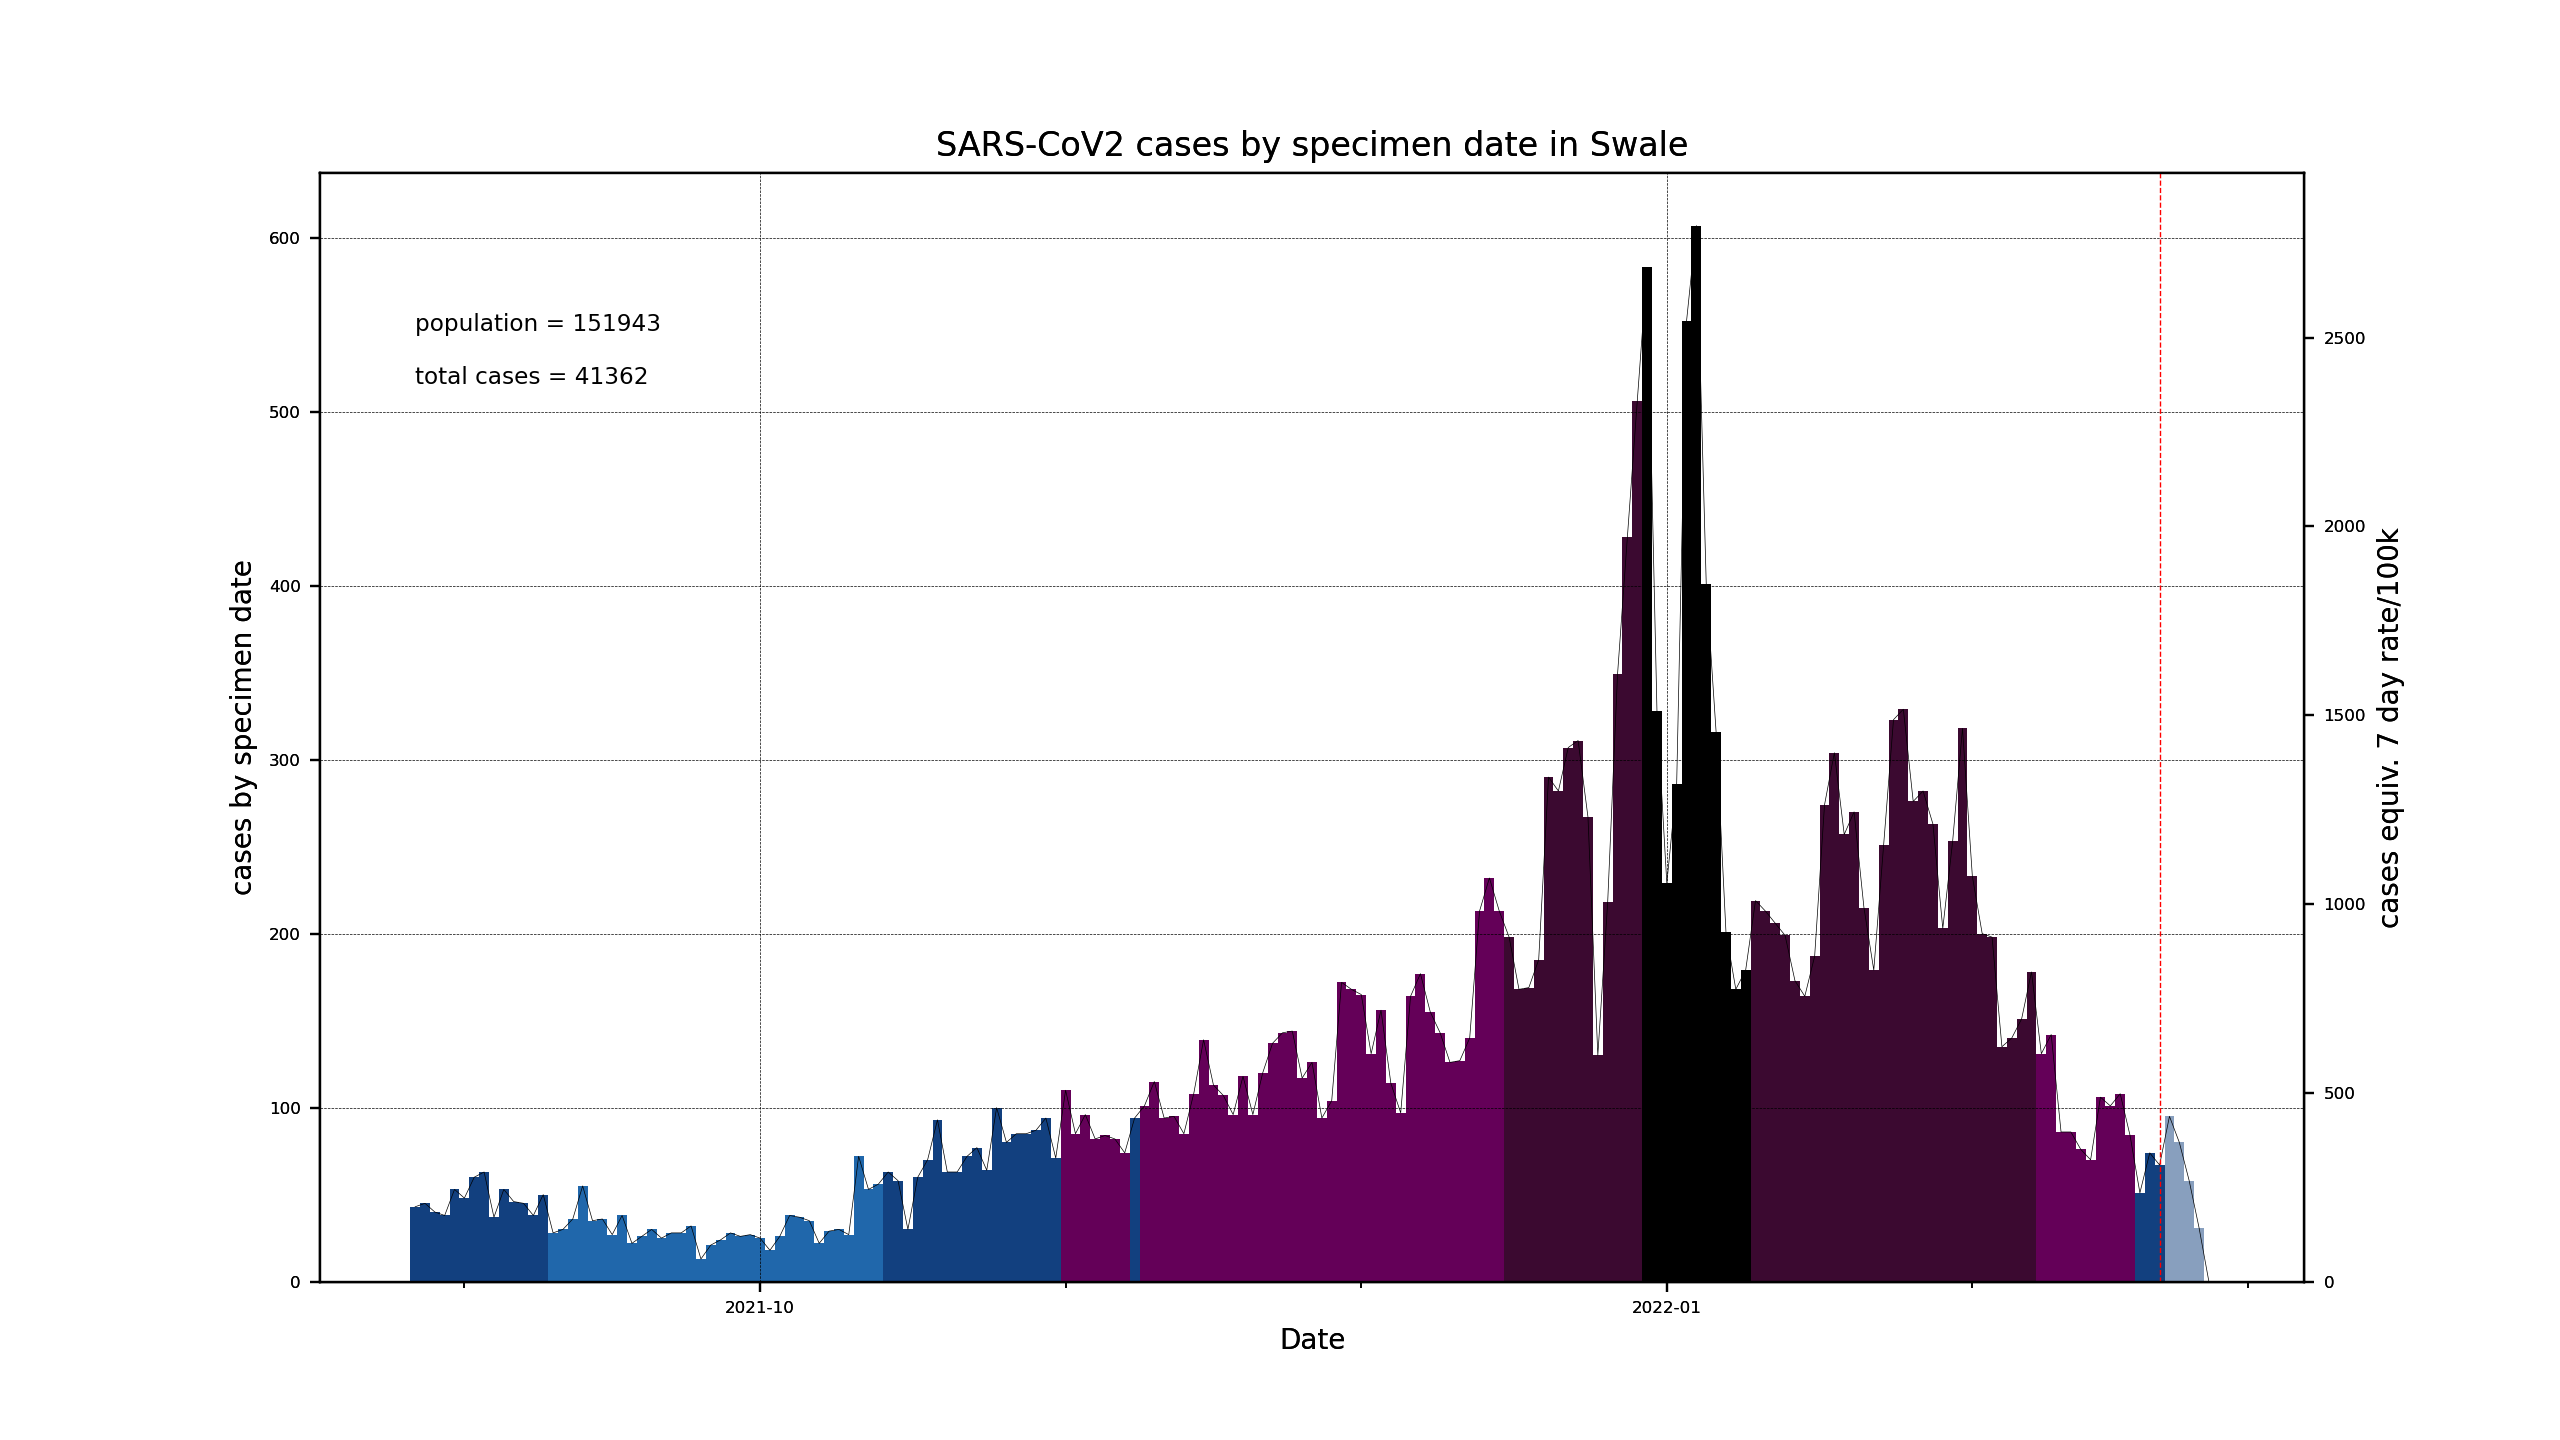 SARS-CoV2 cases by specimen date in Swale
population = 151943
total cases = 41362
cases by specimen date
600
500
400
300
200
100
0
2500
2000
1500
1000
500
0
cases equiv. 7 day rate/100k
2021-10
2022-01
Date